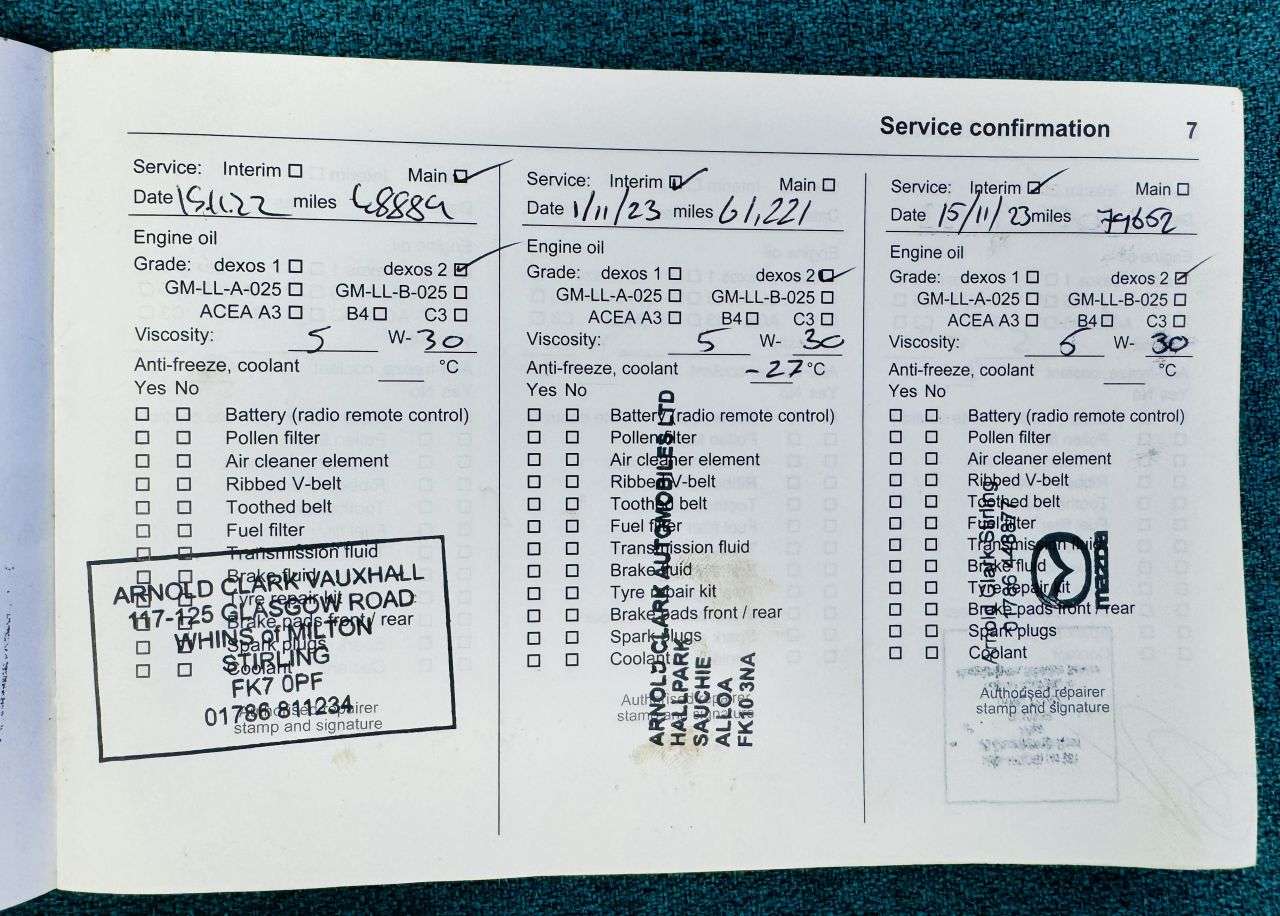 Service confirmation 7
Service: Interim Main
Date 15.11.22 miles 48889
Engine oil
Grade: dexos 1 dexos 2
GM-LL-A-025 GM-LL-B-025
ACEA A3 B4 C3
Viscosity: 5 W- 30
Anti-freeze, coolant °C
Yes No
Battery (radio remote control)
Pollen filter
Air cleaner element
Ribbed V-belt
Toothed belt
Fuel filter
Transmission fluid
Brake fluid
Tyre repair kit
Brake pads front / rear
Spark plugs
Coolant
Authorised repairer
stamp and signature
ARNOLD CLARK VAUXHALL
117-125 GLASGOW ROAD
WHINS of MILTON
STIRLING
FK7 0PF
01786 811234
Service: Interim Main
Date 1/11/23 miles 61,221
Engine oil
Grade: dexos 1 dexos 2
GM-LL-A-025 GM-LL-B-025
ACEA A3 B4 C3
Viscosity: 5 W- 30
Anti-freeze, coolant -27 °C
Yes No
Battery (radio remote control)
Pollen filter
Air cleaner element
Ribbed V-belt
Toothed belt
Fuel filter
Transmission fluid
Brake fluid
Tyre repair kit
Brake pads front / rear
Spark plugs
Coolant
Authorised repairer
stamp and signature
ARNOLD CLARK AUTOMOBILES LTD
HALLPARK
SAUCHIE
ALLOA
FK10 3NA
Service: Interim Main
Date 15/11/23 miles 79652
Engine oil
Grade: dexos 1 dexos 2
GM-LL-A-025 GM-LL-B-025
ACEA A3 B4 C3
Viscosity: 5 W- 30
Anti-freeze, coolant °C
Yes No
Battery (radio remote control)
Pollen filter
Air cleaner element
Ribbed V-belt
Toothed belt
Fuel filter
Transmission fluid
Brake fluid
Tyre repair kit
Brake pads front / rear
Spark plugs
Coolant
Authorised repairer
stamp and signature
Arnold Clark Stirling
01786 448877
mazda